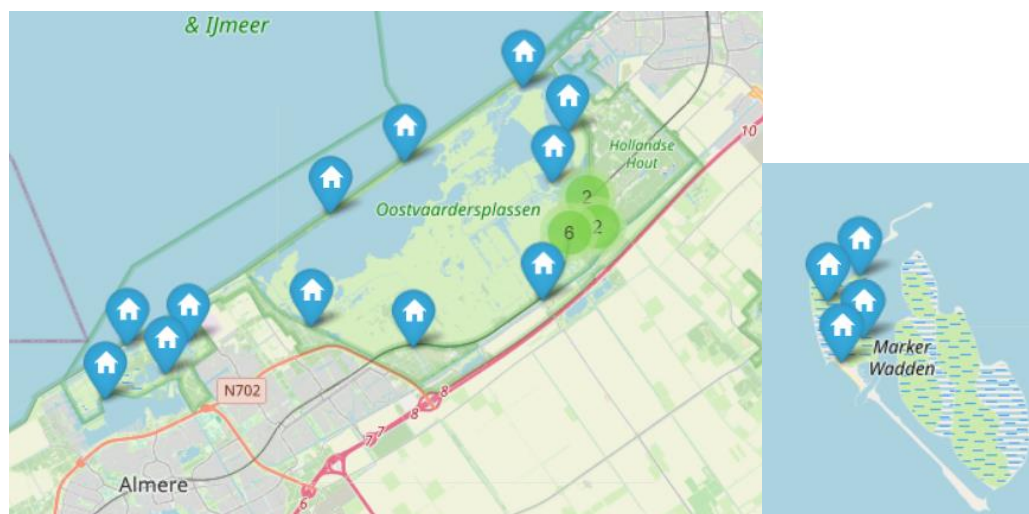 & IJmeer
10
Hollandse
Hout
2
Oostvaardersplassen
6
2
Marker
Wadden
N702
8
8
7
7
Almere
6